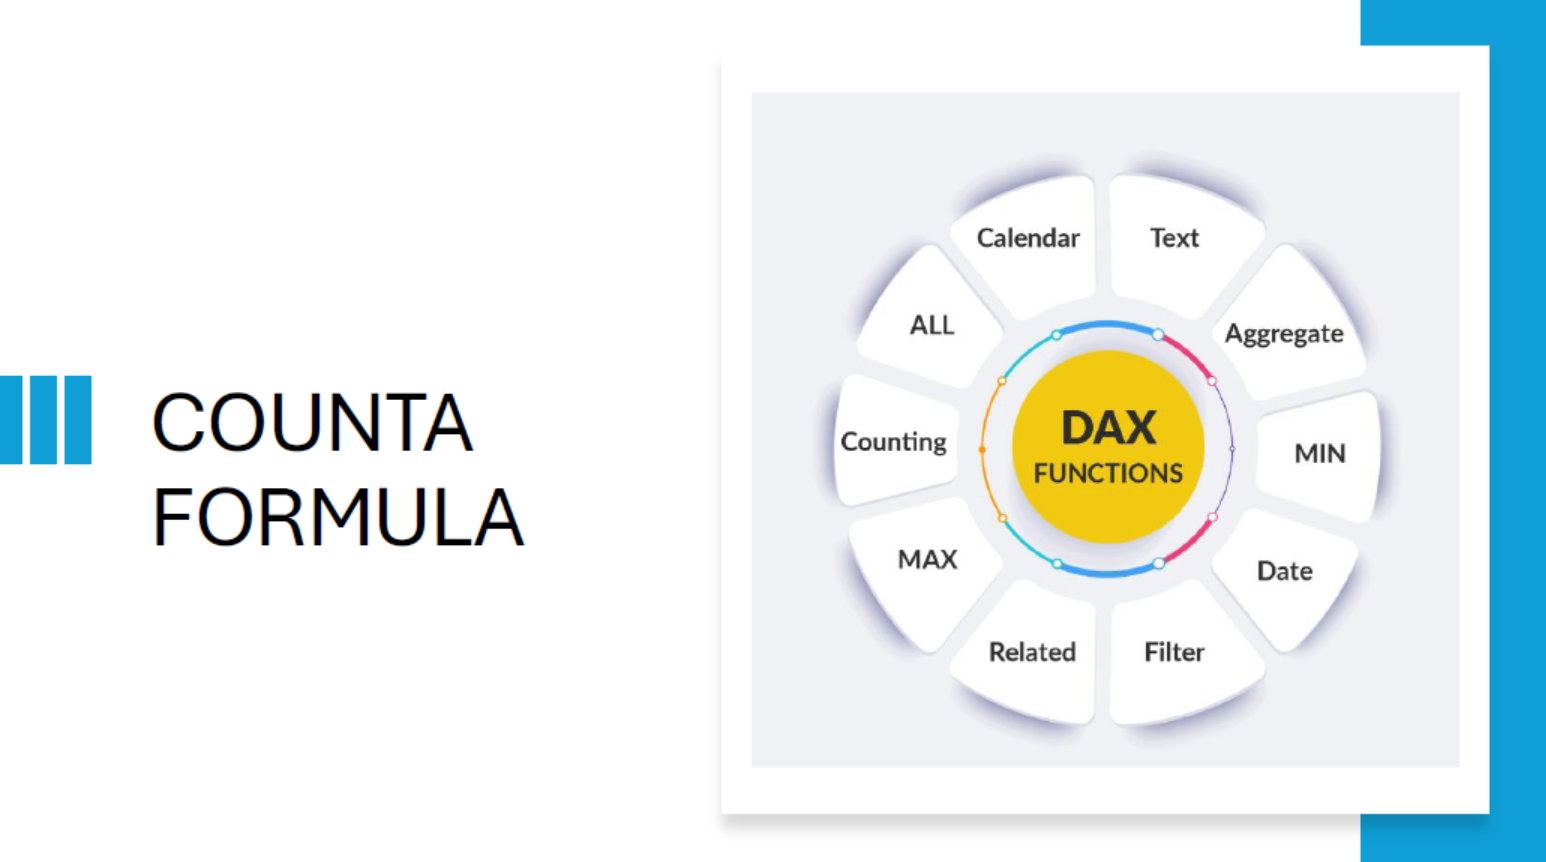 COUNTA
FORMULA
DAX
FUNCTIONS
Calendar
Text
Aggregate
MIN
Date
Filter
Related
MAX
Counting
ALL